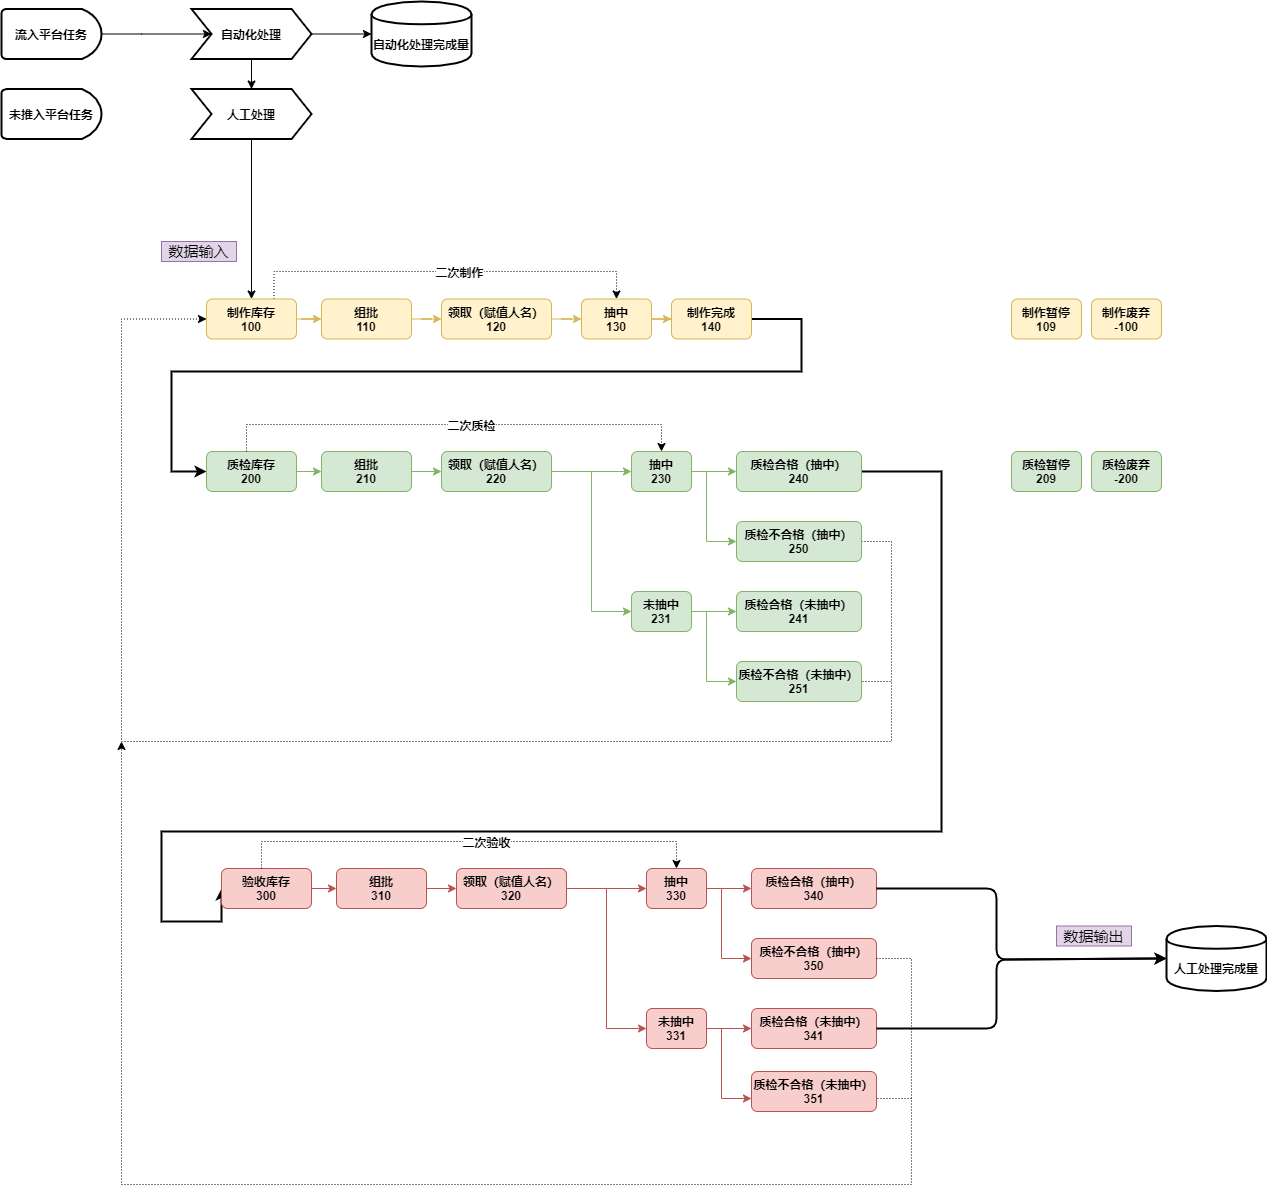 流入平台任务
自动化处理
自动化处理完成量
未推入平台任务
人工处理
数据输入
二次制作
制作库存
100
组批
110
领取（赋值人名）
120
抽中
130
制作完成
140
制作暂停
109
制作废弃
-100
二次质检
质检库存
200
组批
210
领取（赋值人名）
220
抽中
230
质检合格（抽中）
240
质检暂停
209
质检废弃
-200
质检不合格（抽中）
250
未抽中
231
质检合格（未抽中）
241
质检不合格（未抽中）
251
二次验收
验收库存
300
组批
310
领取（赋值人名）
320
抽中
330
质检合格（抽中）
340
质检不合格（抽中）
350
数据输出
人工处理完成量
未抽中
331
质检合格（未抽中）
341
质检不合格（未抽中）
351